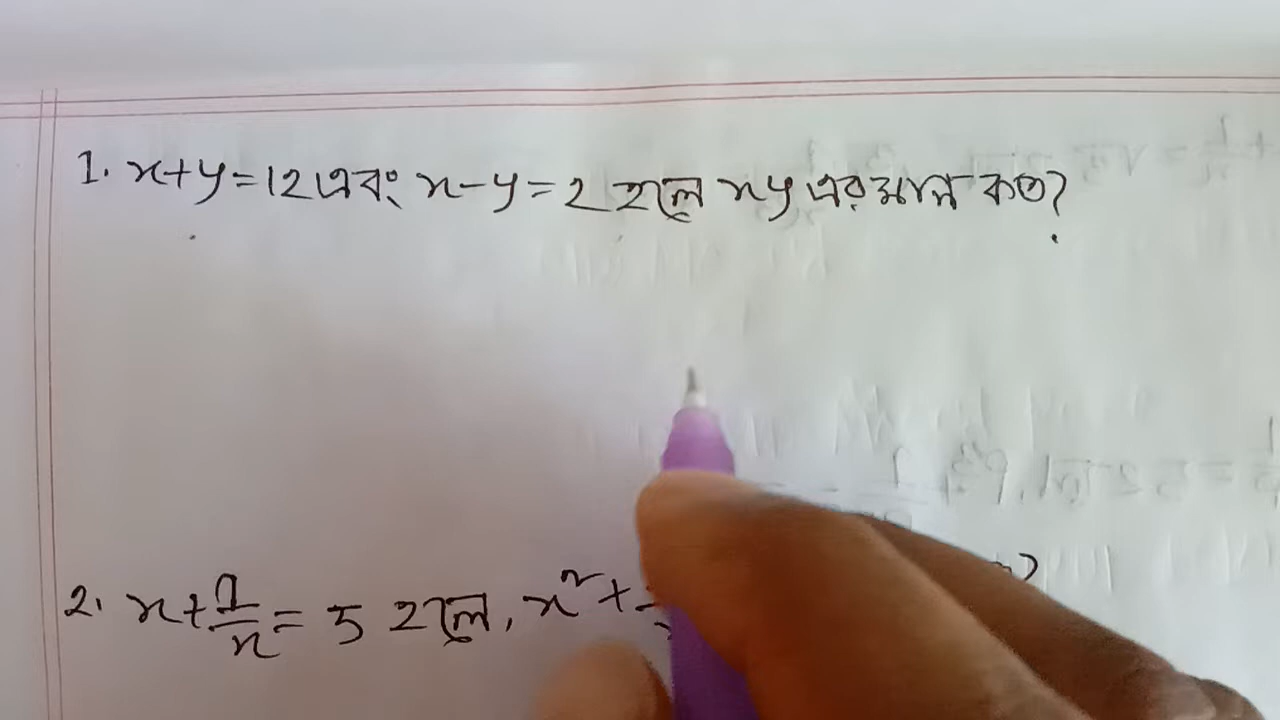 1. x+y=12 এবং x-y=2 হলে xy এর মান কত?
2. x+1/x=5 হলে, x²+